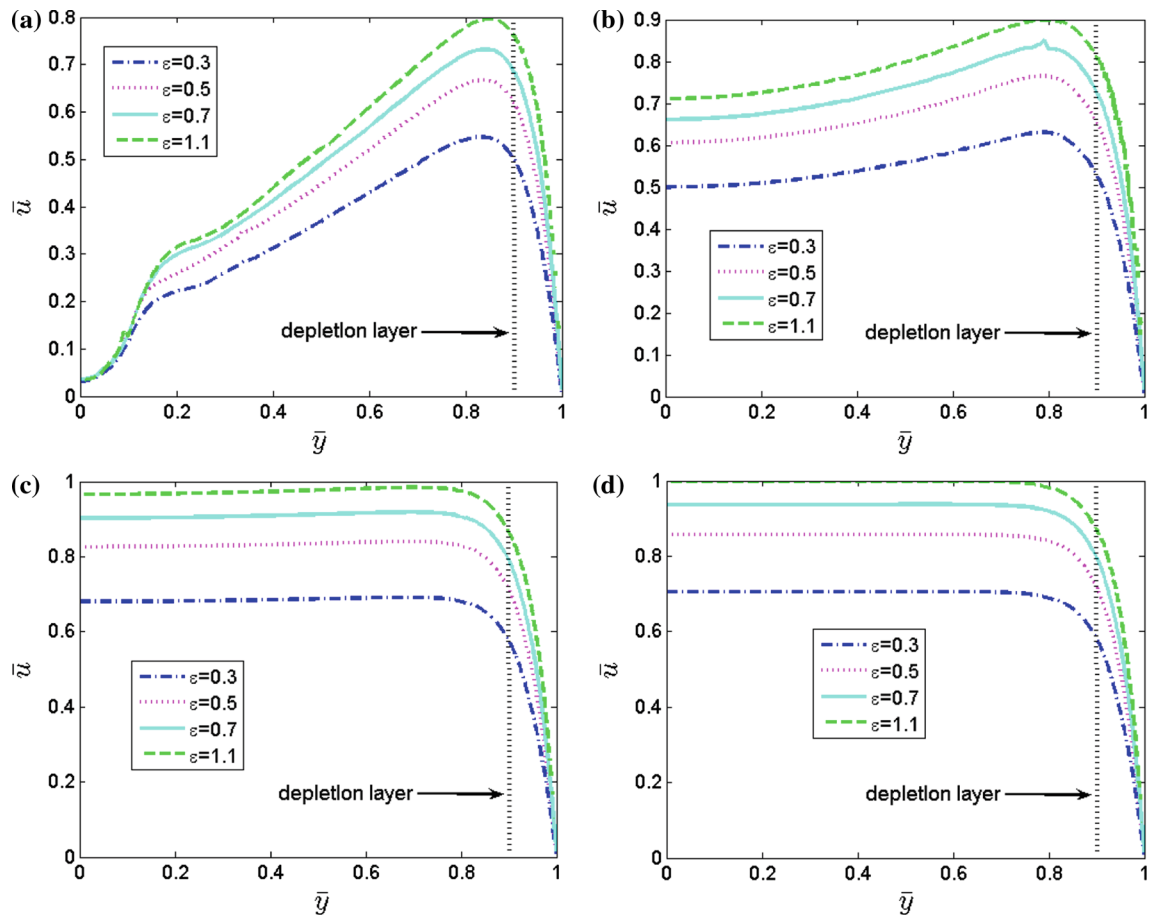 (a)
0.8
0.7
0.6
0.5
0.4
0.3
0.2
0.1
0
ε=0.3
ε=0.5
ε=0.7
ε=1.1
depletIon layer
0 0.2 0.4 0.6 0.8 1
ū
ȳ
(b)
0.9
0.8
0.7
0.6
0.5
0.4
0.3
0.2
0.1
0
ε=0.3
ε=0.5
ε=0.7
ε=1.1
depletIon layer
0 0.2 0.4 0.6 0.8 1
ū
ȳ
(c)
1
0.8
0.6
0.4
0.2
0
ε=0.3
ε=0.5
ε=0.7
ε=1.1
depletIon layer
0 0.2 0.4 0.6 0.8 1
ū
ȳ
(d)
1
0.8
0.6
0.4
0.2
0
ε=0.3
ε=0.5
ε=0.7
ε=1.1
depletIon layer
0 0.2 0.4 0.6 0.8 1
ū
ȳ